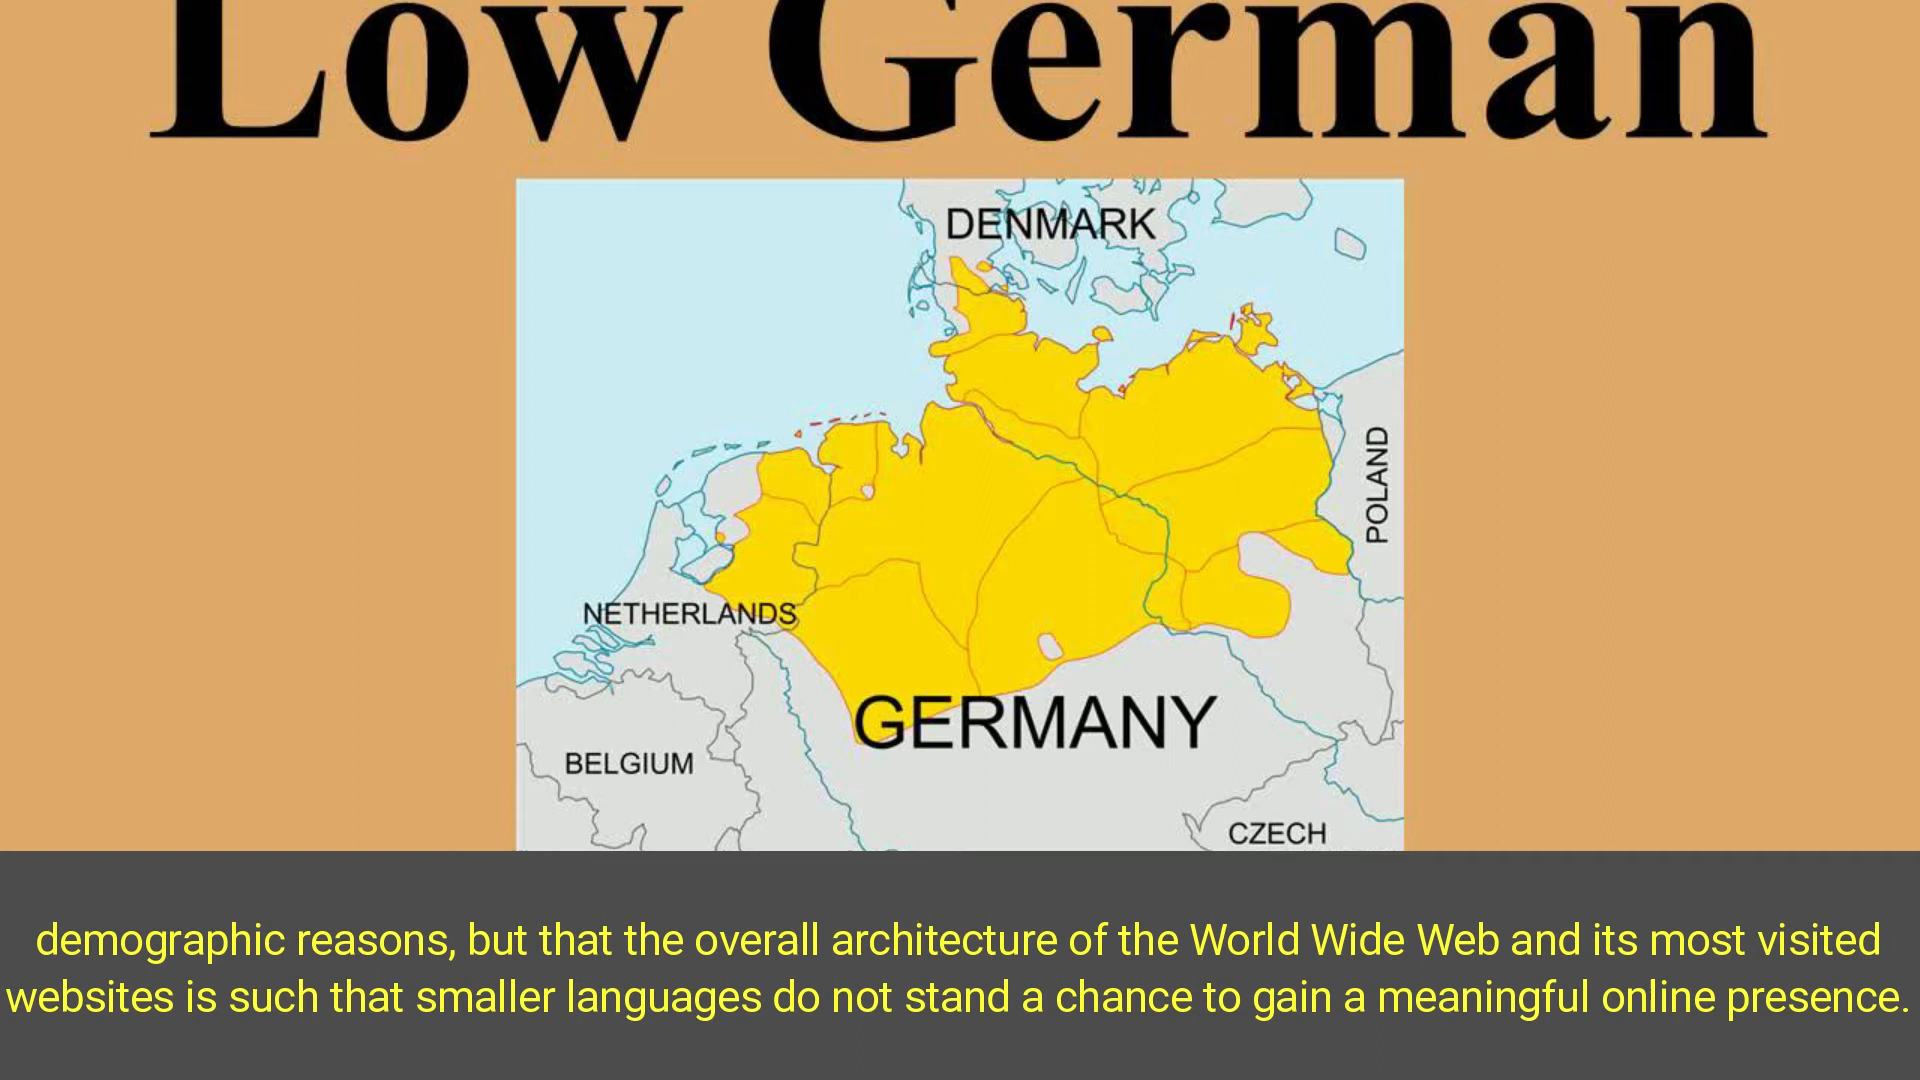 Low German
DENMARK
POLAND
NETHERLANDS
GERMANY
BELGIUM
CZECH
demographic reasons, but that the overall architecture of the World Wide Web and its most visited
websites is such that smaller languages do not stand a chance to gain a meaningful online presence.